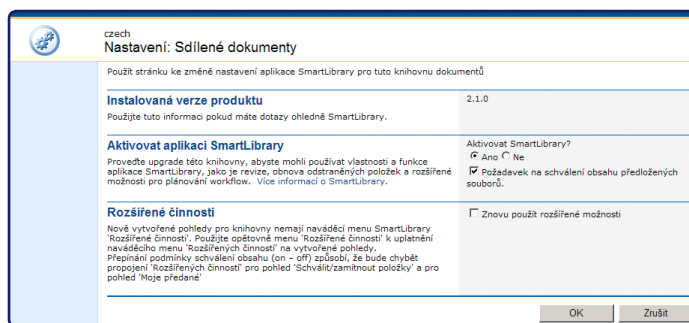 czech
Nastavení: Sdílené dokumenty
Použít stránku ke změně nastavení aplikace SmartLibrary pro tuto knihovnu dokumentů
Instalovaná verze produktu
Použijte tuto informaci pokud máte dotazy ohledně SmartLibrary.
2.1.0
Aktivovat aplikaci SmartLibrary
Proveďte upgrade této knihovny, abyste mohli používat vlastnosti a funkce
aplikace SmartLibrary, jako je revize, obnova odstraněných položek a rozšířené
možnosti pro plánování workflow. Více informací o SmartLibrary.
Aktivovat SmartLibrary?
Ano Ne
Požadavek na schválení obsahu předložených
souborů.
Rozšířené činnosti
Nově vytvořené pohledy pro knihovny nemají naváděcí menu SmartLibrary
'Rozšířené činnosti'. Použijte opětovně menu 'Rozšířené činnosti' k uplatnění
naváděcího menu 'Rozšířených činností' na vytvořené pohledy.
Přepínání podmínky schválení obsahu (on – off) způsobí, že bude chybět
propojení 'Rozšířených činností' pro pohled 'Schválit/zamítnout položky' a pro
pohled 'Moje předané'
Znovu použít rozšířené možnosti
OK Zrušit